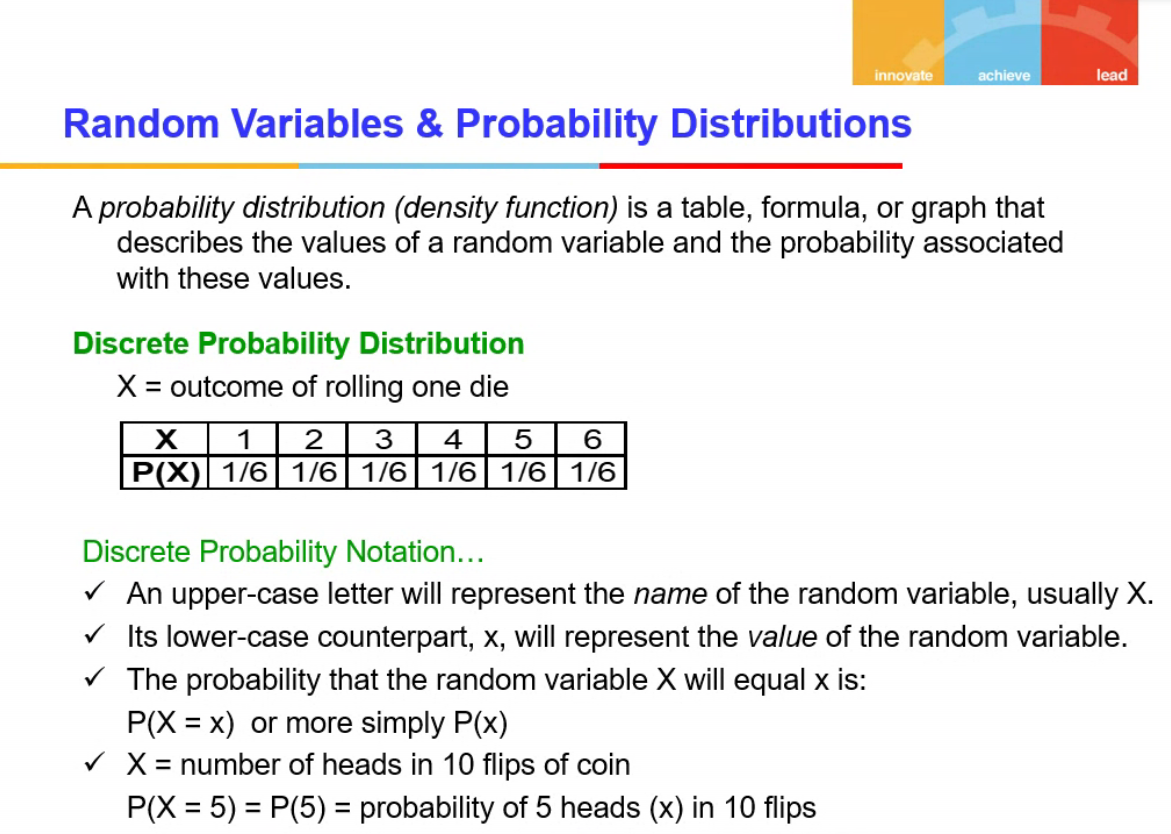 innovate achieve lead
Random Variables & Probability Distributions
A probability distribution (density function) is a table, formula, or graph that
describes the values of a random variable and the probability associated
with these values.
Discrete Probability Distribution
X = outcome of rolling one die
X 1 2 3 4 5 6
P(X) 1/6 1/6 1/6 1/6 1/6 1/6
Discrete Probability Notation...
✓ An upper-case letter will represent the name of the random variable, usually X.
✓ Its lower-case counterpart, x, will represent the value of the random variable.
✓ The probability that the random variable X will equal x is:
P(X = x) or more simply P(x)
✓ X = number of heads in 10 flips of coin
P(X = 5) = P(5) = probability of 5 heads (x) in 10 flips